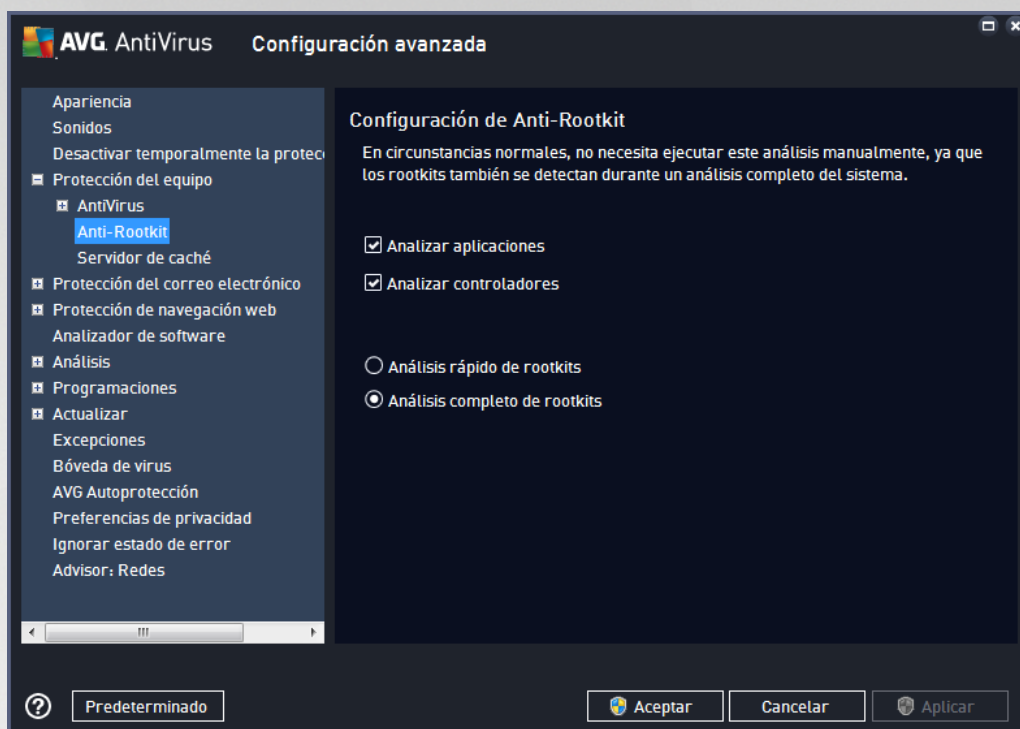 AVG. AntiVirus
Configuración avanzada
Apariencia
Sonidos
Desactivar temporalmente la protec
Protección del equipo
AntiVirus
Anti-Rootkit
Servidor de caché
Protección del correo electrónico
Protección de navegación web
Analizador de software
Análisis
Programaciones
Actualizar
Excepciones
Bóveda de virus
AVG Autoprotección
Preferencias de privacidad
Ignorar estado de error
Advisor: Redes
Configuración de Anti-Rootkit
En circunstancias normales, no necesita ejecutar este análisis manualmente, ya que
los rootkits también se detectan durante un análisis completo del sistema.
Analizar aplicaciones
Analizar controladores
Análisis rápido de rootkits
Análisis completo de rootkits
Predeterminado
Aceptar
Cancelar
Aplicar